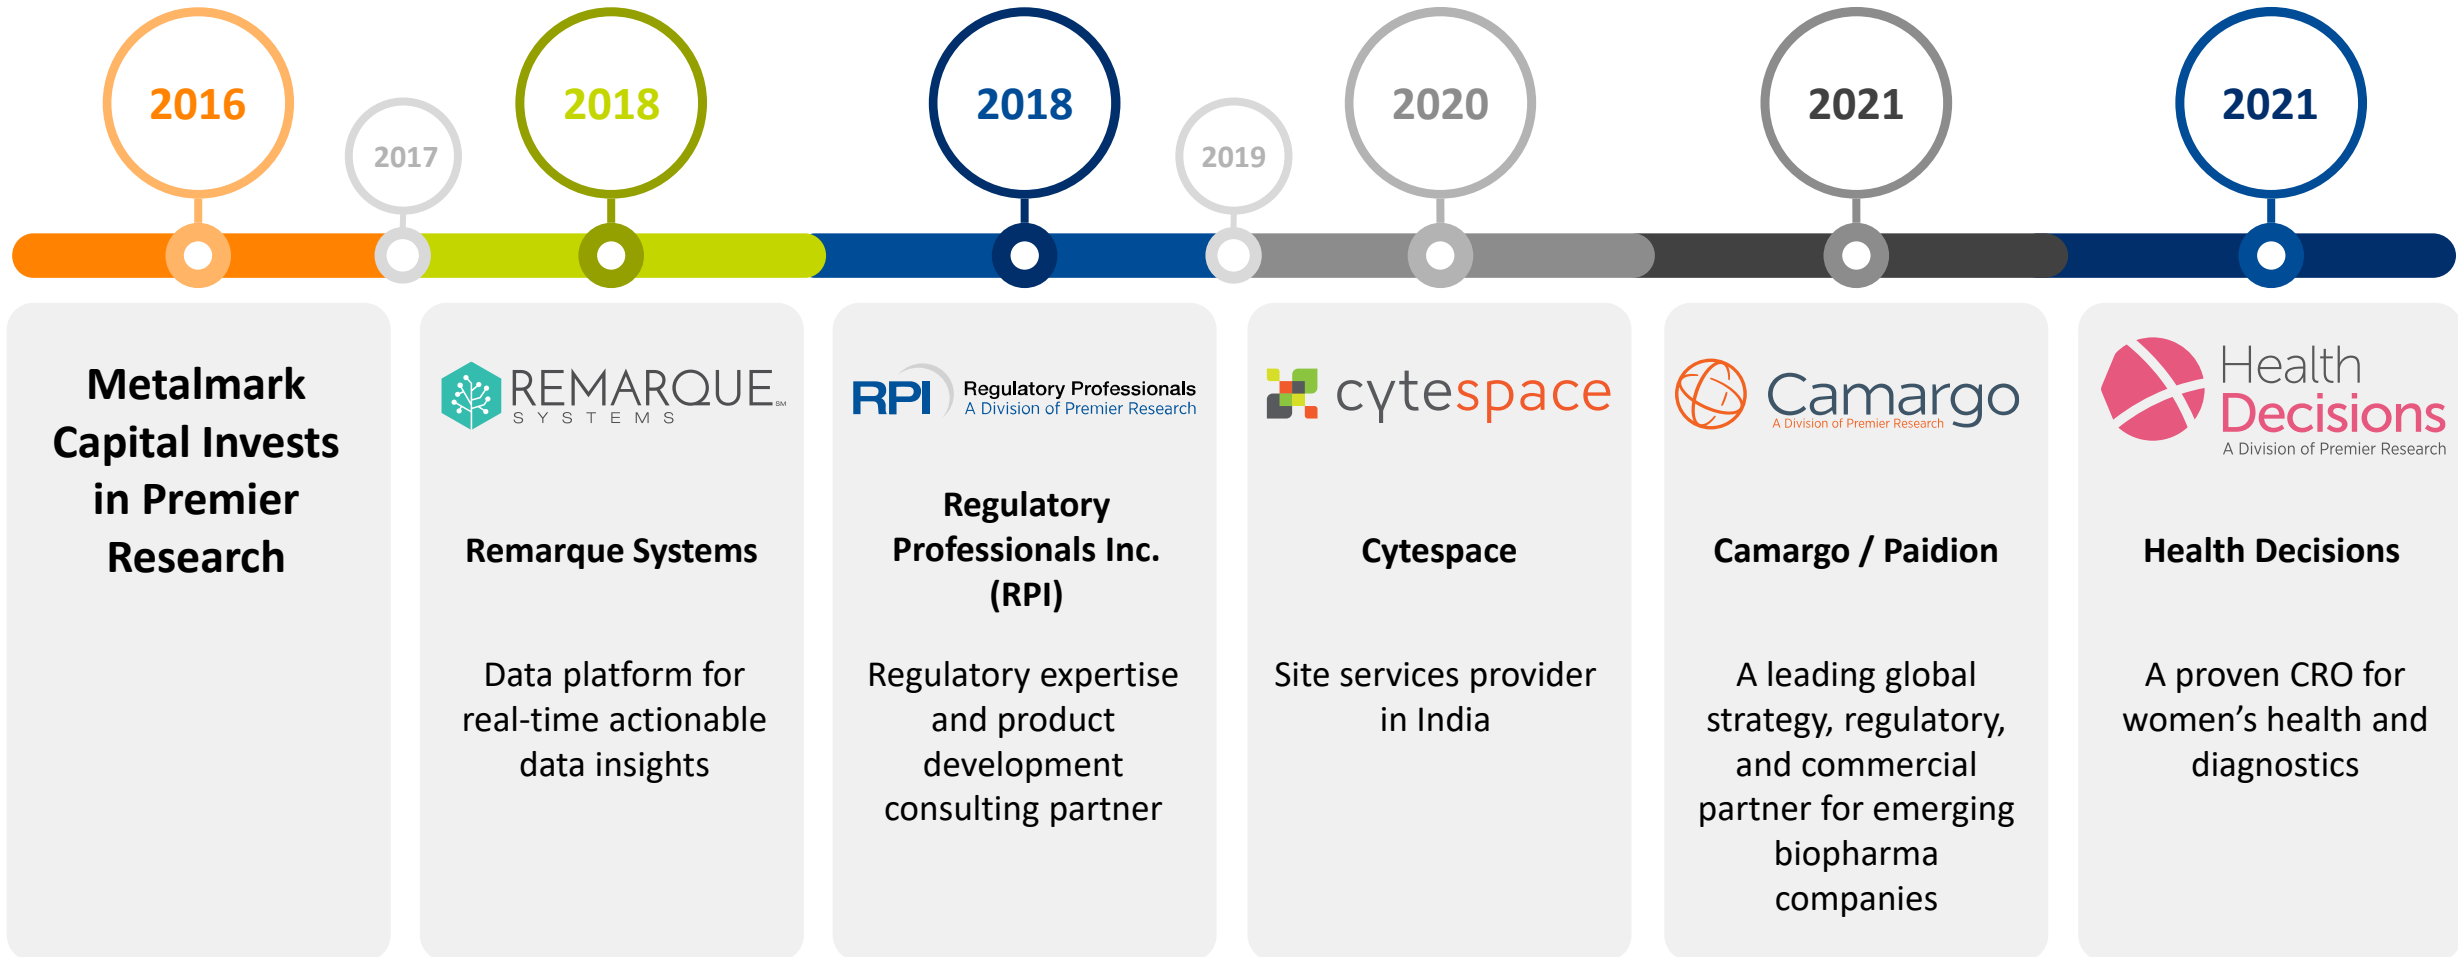 2016
2017
2018
2018
2019
2020
2021
2021
Metalmark
Capital Invests
in Premier
Research
REMARQUE SM
SYSTEMS
Remarque Systems
Data platform for
real-time actionable
data insights
RPI
Regulatory Professionals
A Division of Premier Research
Regulatory
Professionals Inc.
(RPI)
Regulatory expertise
and product
development
consulting partner
cytespace
Cytespace
Site services provider
in India
Camargo
A Division of Premier Research
Camargo / Paidion
A leading global
strategy, regulatory,
and commercial
partner for emerging
biopharma
companies
Health
Decisions
A Division of Premier Research
Health Decisions
A proven CRO for
women’s health and
diagnostics